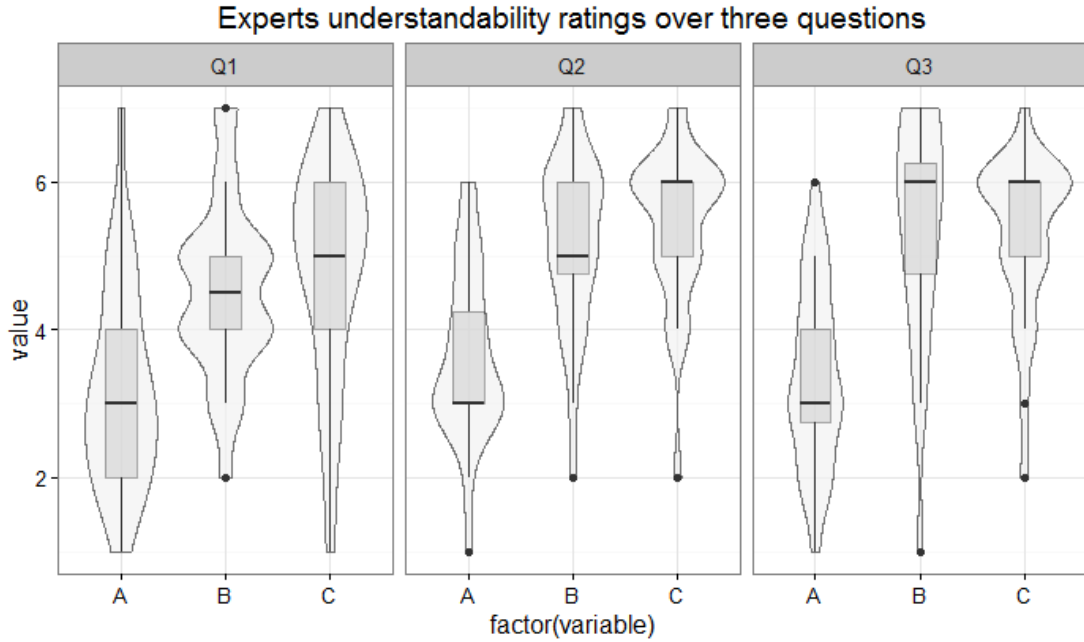 Experts understandability ratings over three questions
Q1 Q2 Q3
value
6
4
2
A B C A B C A B C
factor(variable)